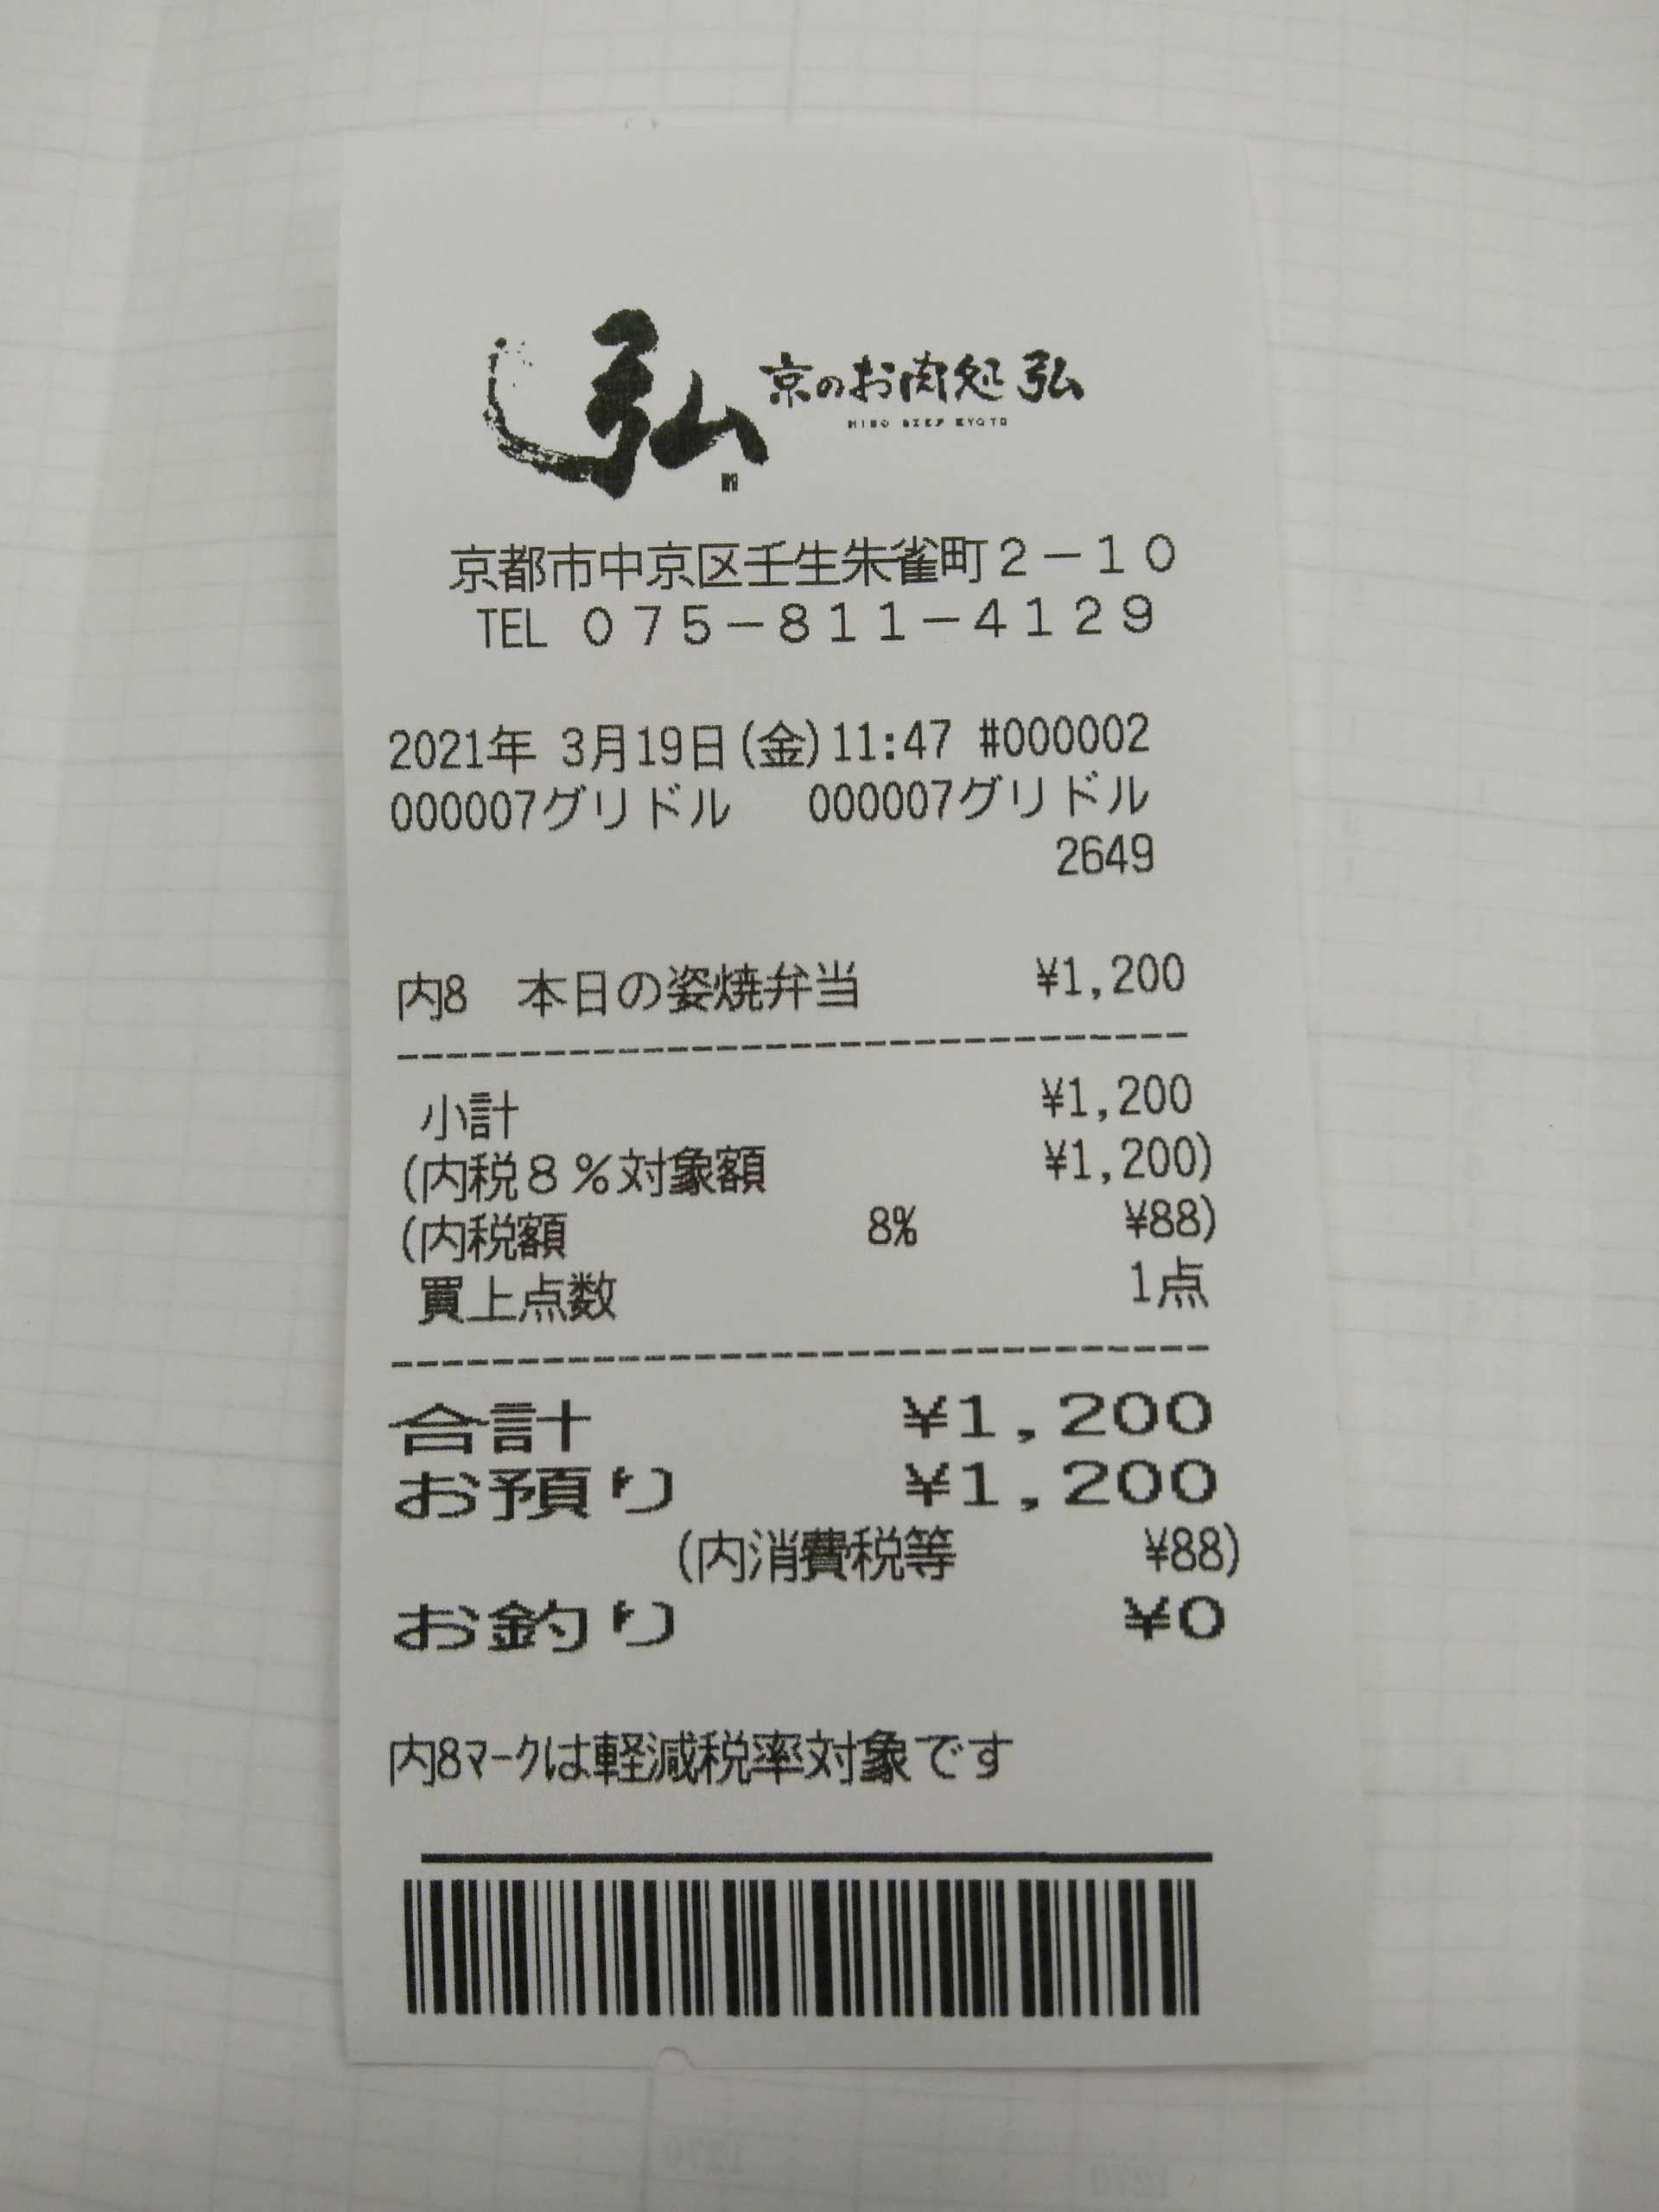 弘 京のお肉処 弘
HIRO BEEF KYOTO
京都市中京区壬生朱雀町２－１０
TEL ０７５－８１１－４１２９
2021年 3月19日(金)11:47 #000002
000007グリドル 000007グリドル
2649
内8 本日の姿焼弁当 ¥1,200
小計 ¥1,200
(内税８％対象額 ¥1,200)
(内税額 8% ¥88)
買上点数 1点
合計 ¥1,200
お預り ¥1,200
(内消費税等 ¥88)
お釣り ¥0
内8ﾏｰｸは軽減税率対象です